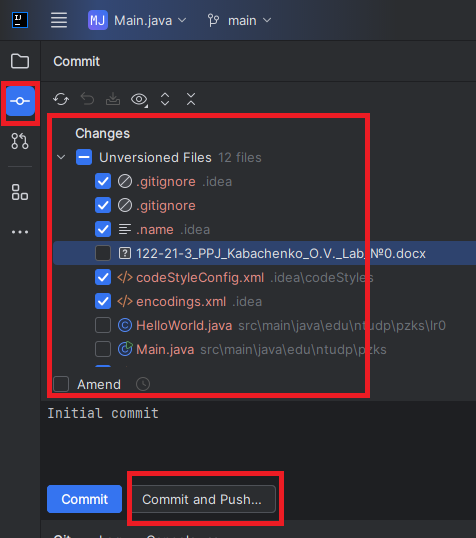 IJ
MJ Main.java main
Commit
Changes
Unversioned Files 12 files
.gitignore .idea
.gitignore
.name .idea
122-21-3_PPJ_Kabachenko_O.V._Lab_№0.docx
codeStyleConfig.xml .idea\codeStyles
encodings.xml .idea
HelloWorld.java src\main\java\edu\ntudp\pzks\lr0
Main.java src\main\java\edu\ntudp\pzks
Amend
Initial commit
Commit Commit and Push...